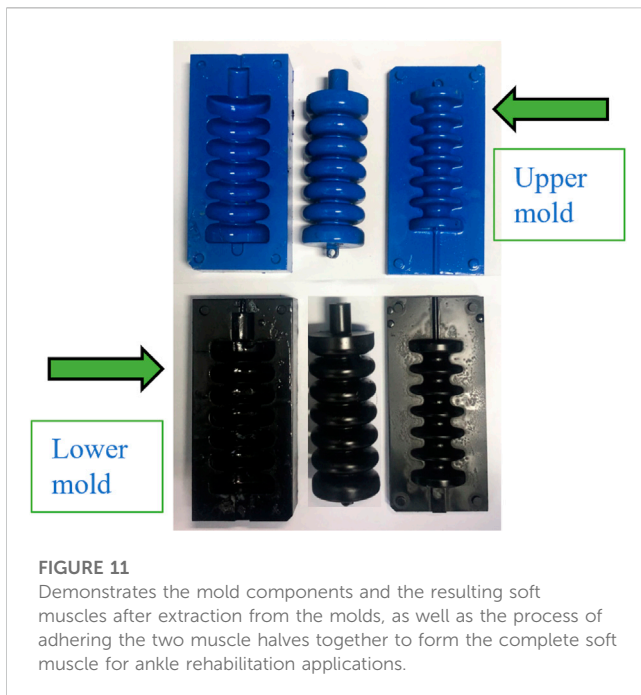 Upper
mold
Lower
mold
FIGURE 11
Demonstrates the mold components and the resulting soft
muscles after extraction from the molds, as well as the process of
adhering the two muscle halves together to form the complete soft
muscle for ankle rehabilitation applications.